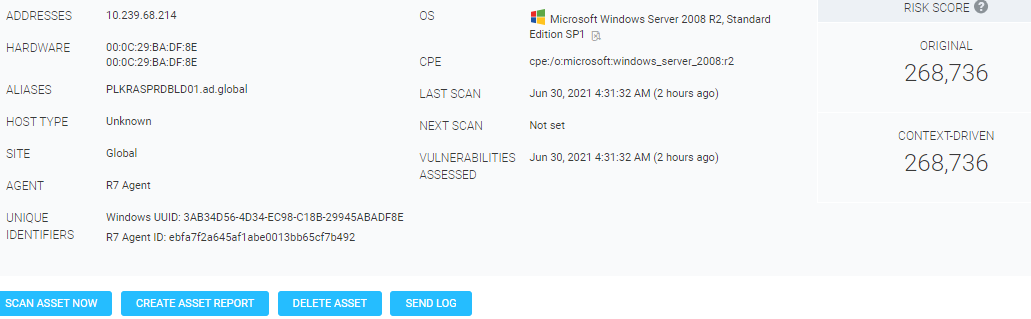 ADDRESSES 10.239.68.214
HARDWARE 00:0C:29:BA:DF:8E
00:0C:29:BA:DF:8E
ALIASES PLKRASPRDBLD01.ad.global
HOST TYPE Unknown
SITE Global
AGENT R7 Agent
UNIQUE IDENTIFIERS Windows UUID: 3AB34D56-4D34-EC98-C18B-29945ABADF8E
R7 Agent ID: ebfa7f2a645af1abe0013bb65cf7b492
OS Microsoft Windows Server 2008 R2, Standard
Edition SP1
CPE cpe:/o:microsoft:windows_server_2008:r2
LAST SCAN Jun 30, 2021 4:31:32 AM (2 hours ago)
NEXT SCAN Not set
VULNERABILITIES ASSESSED Jun 30, 2021 4:31:32 AM (2 hours ago)
RISK SCORE ?
ORIGINAL
268,736
CONTEXT-DRIVEN
268,736
SCAN ASSET NOW CREATE ASSET REPORT DELETE ASSET SEND LOG